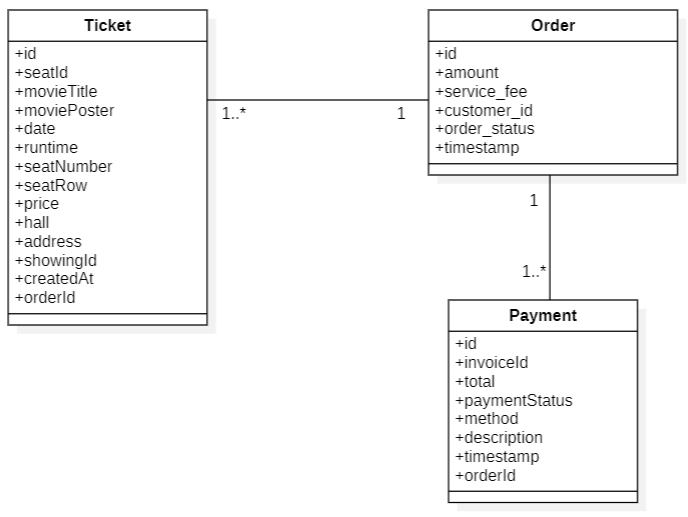 Ticket
+id
+seatId
+movieTitle
+moviePoster
+date
+runtime
+seatNumber
+seatRow
+price
+hall
+address
+showingId
+createdAt
+orderId
1..*
1
Order
+id
+amount
+service_fee
+customer_id
+order_status
+timestamp
1
1..*
Payment
+id
+invoiceId
+total
+paymentStatus
+method
+description
+timestamp
+orderId